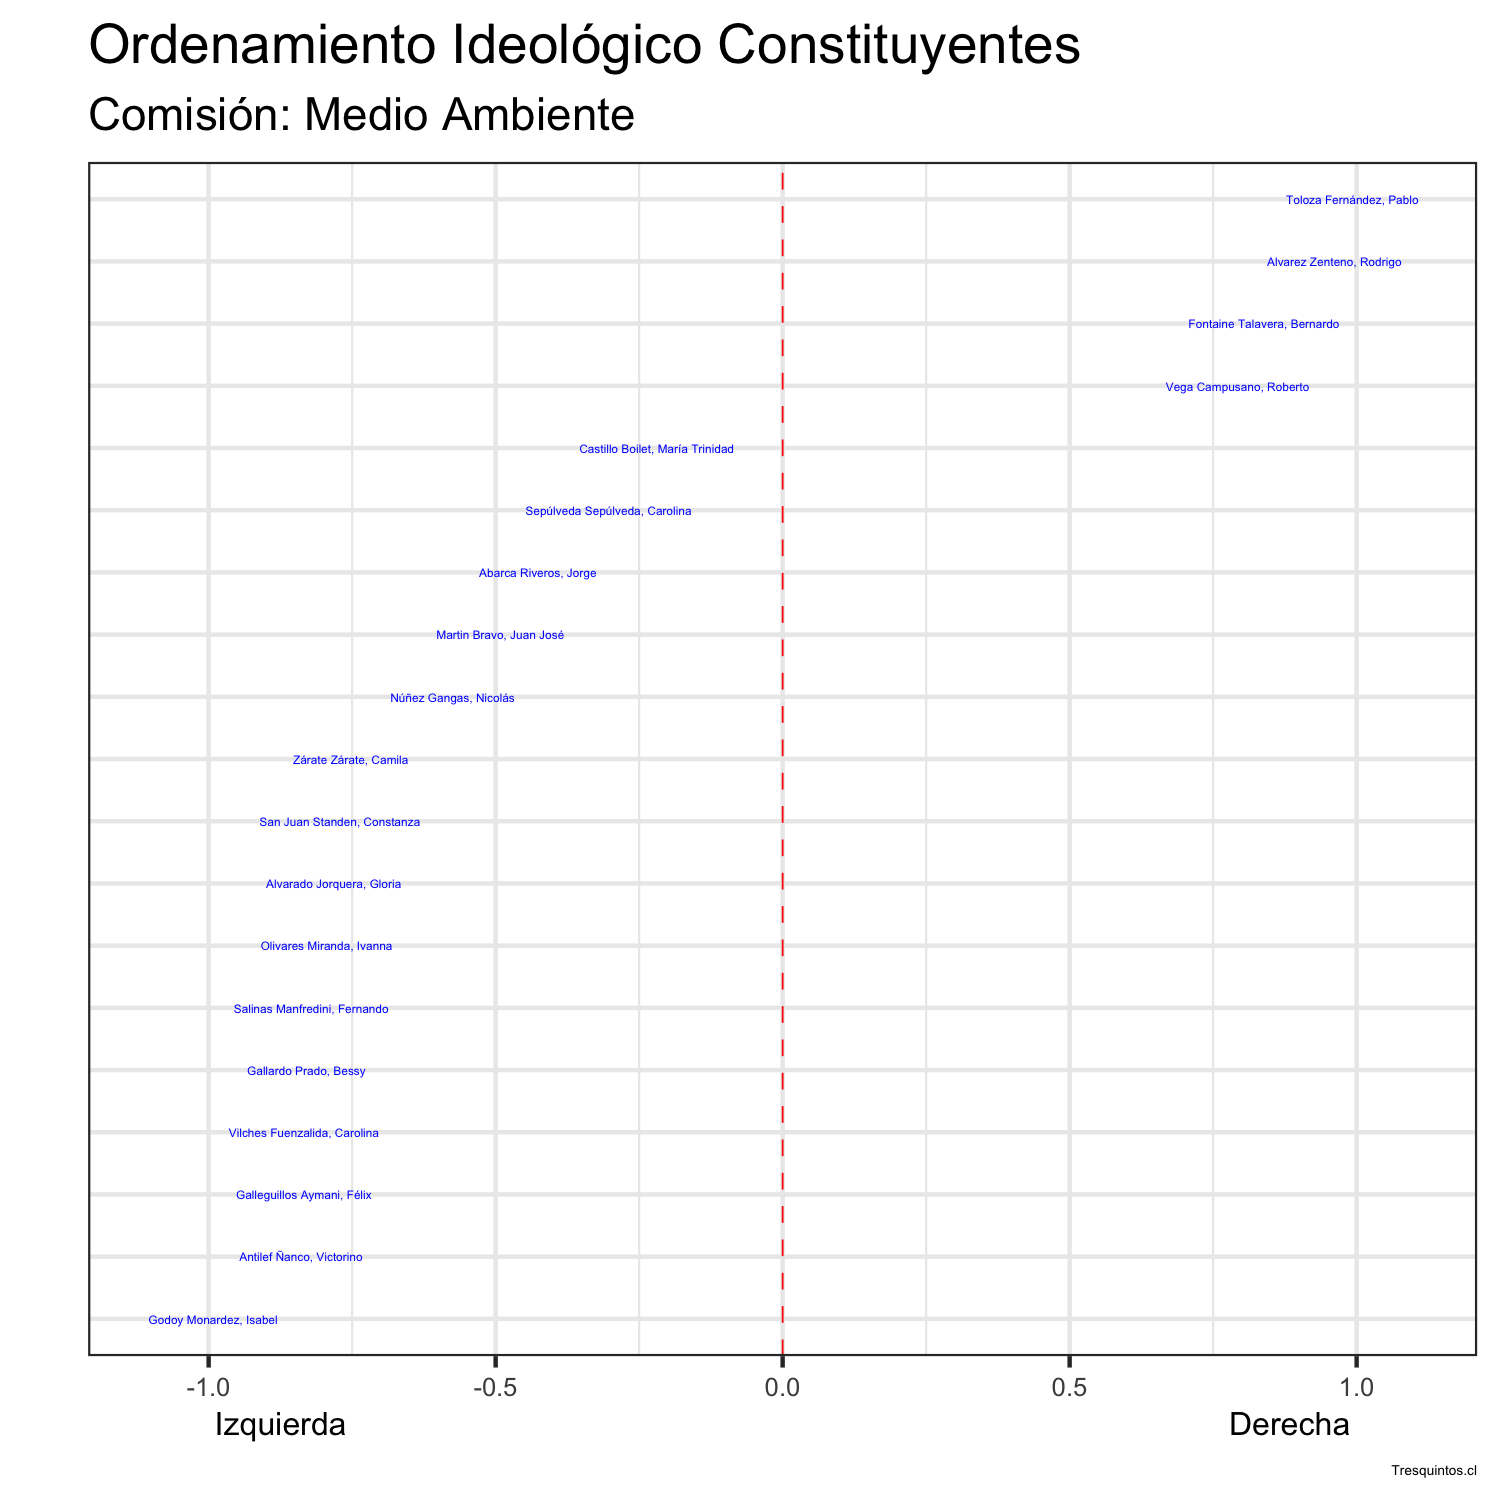 Ordenamiento Ideológico Constituyentes
Comisión: Medio Ambiente
Toloza Fernández, Pablo
Alvarez Zenteno, Rodrigo
Fontaine Talavera, Bernardo
Vega Campusano, Roberto
Castillo Boilet, María Trinidad
Sepúlveda Sepúlveda, Carolina
Abarca Riveros, Jorge
Martin Bravo, Juan José
Núñez Gangas, Nicolás
Zárate Zárate, Camila
San Juan Standen, Constanza
Alvarado Jorquera, Gloria
Olivares Miranda, Ivanna
Salinas Manfredini, Fernando
Gallardo Prado, Bessy
Vilches Fuenzalida, Carolina
Galleguillos Aymani, Félix
Antilef Ñanco, Victorino
Godoy Monardez, Isabel
-1.0 -0.5 0.0 0.5 1.0
Izquierda Derecha
Tresquintos.cl